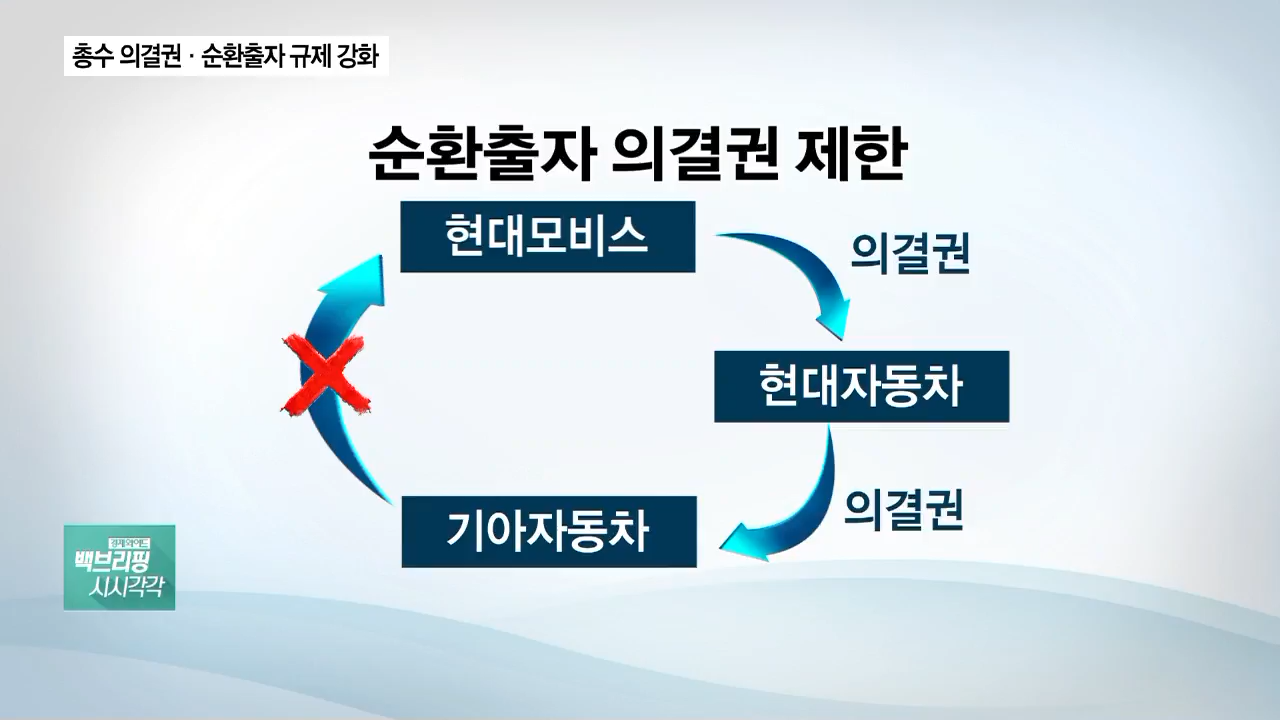 총수 의결권 · 순환출자 규제 강화
순환출자 의결권 제한
현대모비스
의결권
현대자동차
의결권
기아자동차
경제와이드
백브리핑
시시각각